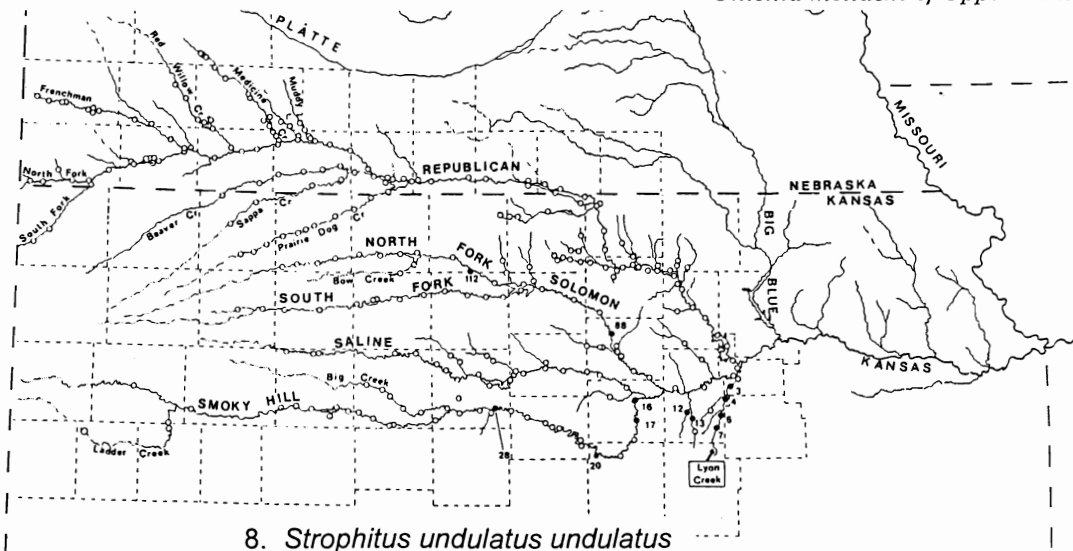 PLATTE
Red
Willow Cr
Medicine
Cr
Muddy
Frenchman
MISSOURI
REPUBLICAN
North Fork
South Fork
NEBRASKA
KANSAS
Beaver Cr
Sappa Cr
Prairie Dog Cr
BIG BLUE
NORTH FORK
Bow Creek
112
SOUTH FORK
SOLOMON
88
SALINE
KANSAS
Big Creek
SMOKY HILL
3
4
16
12
6
17
13
7
Ladder Creek
28
20
Lyon
Creek
8. Strophitus undulatus undulatus